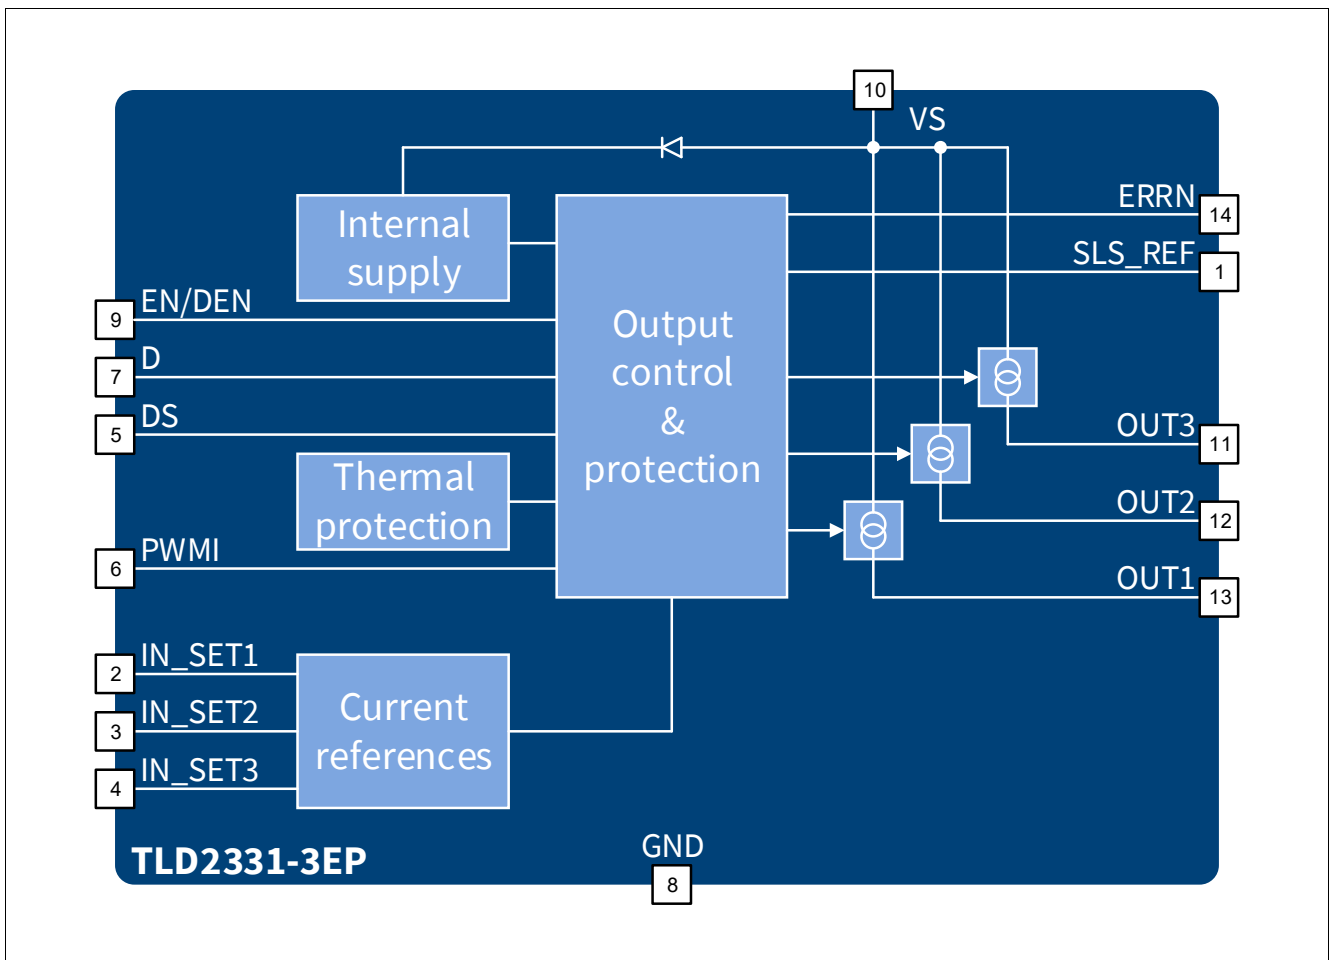 10
VS
Internal
supply
ERRN
14
SLS_REF
1
EN/DEN
9
Output
control
&
protection
D
7
DS
5
OUT3
11
Thermal
protection
OUT2
12
PWMI
6
OUT1
13
IN_SET1
2
Current
references
IN_SET2
3
IN_SET3
4
TLD2331-3EP
GND
8